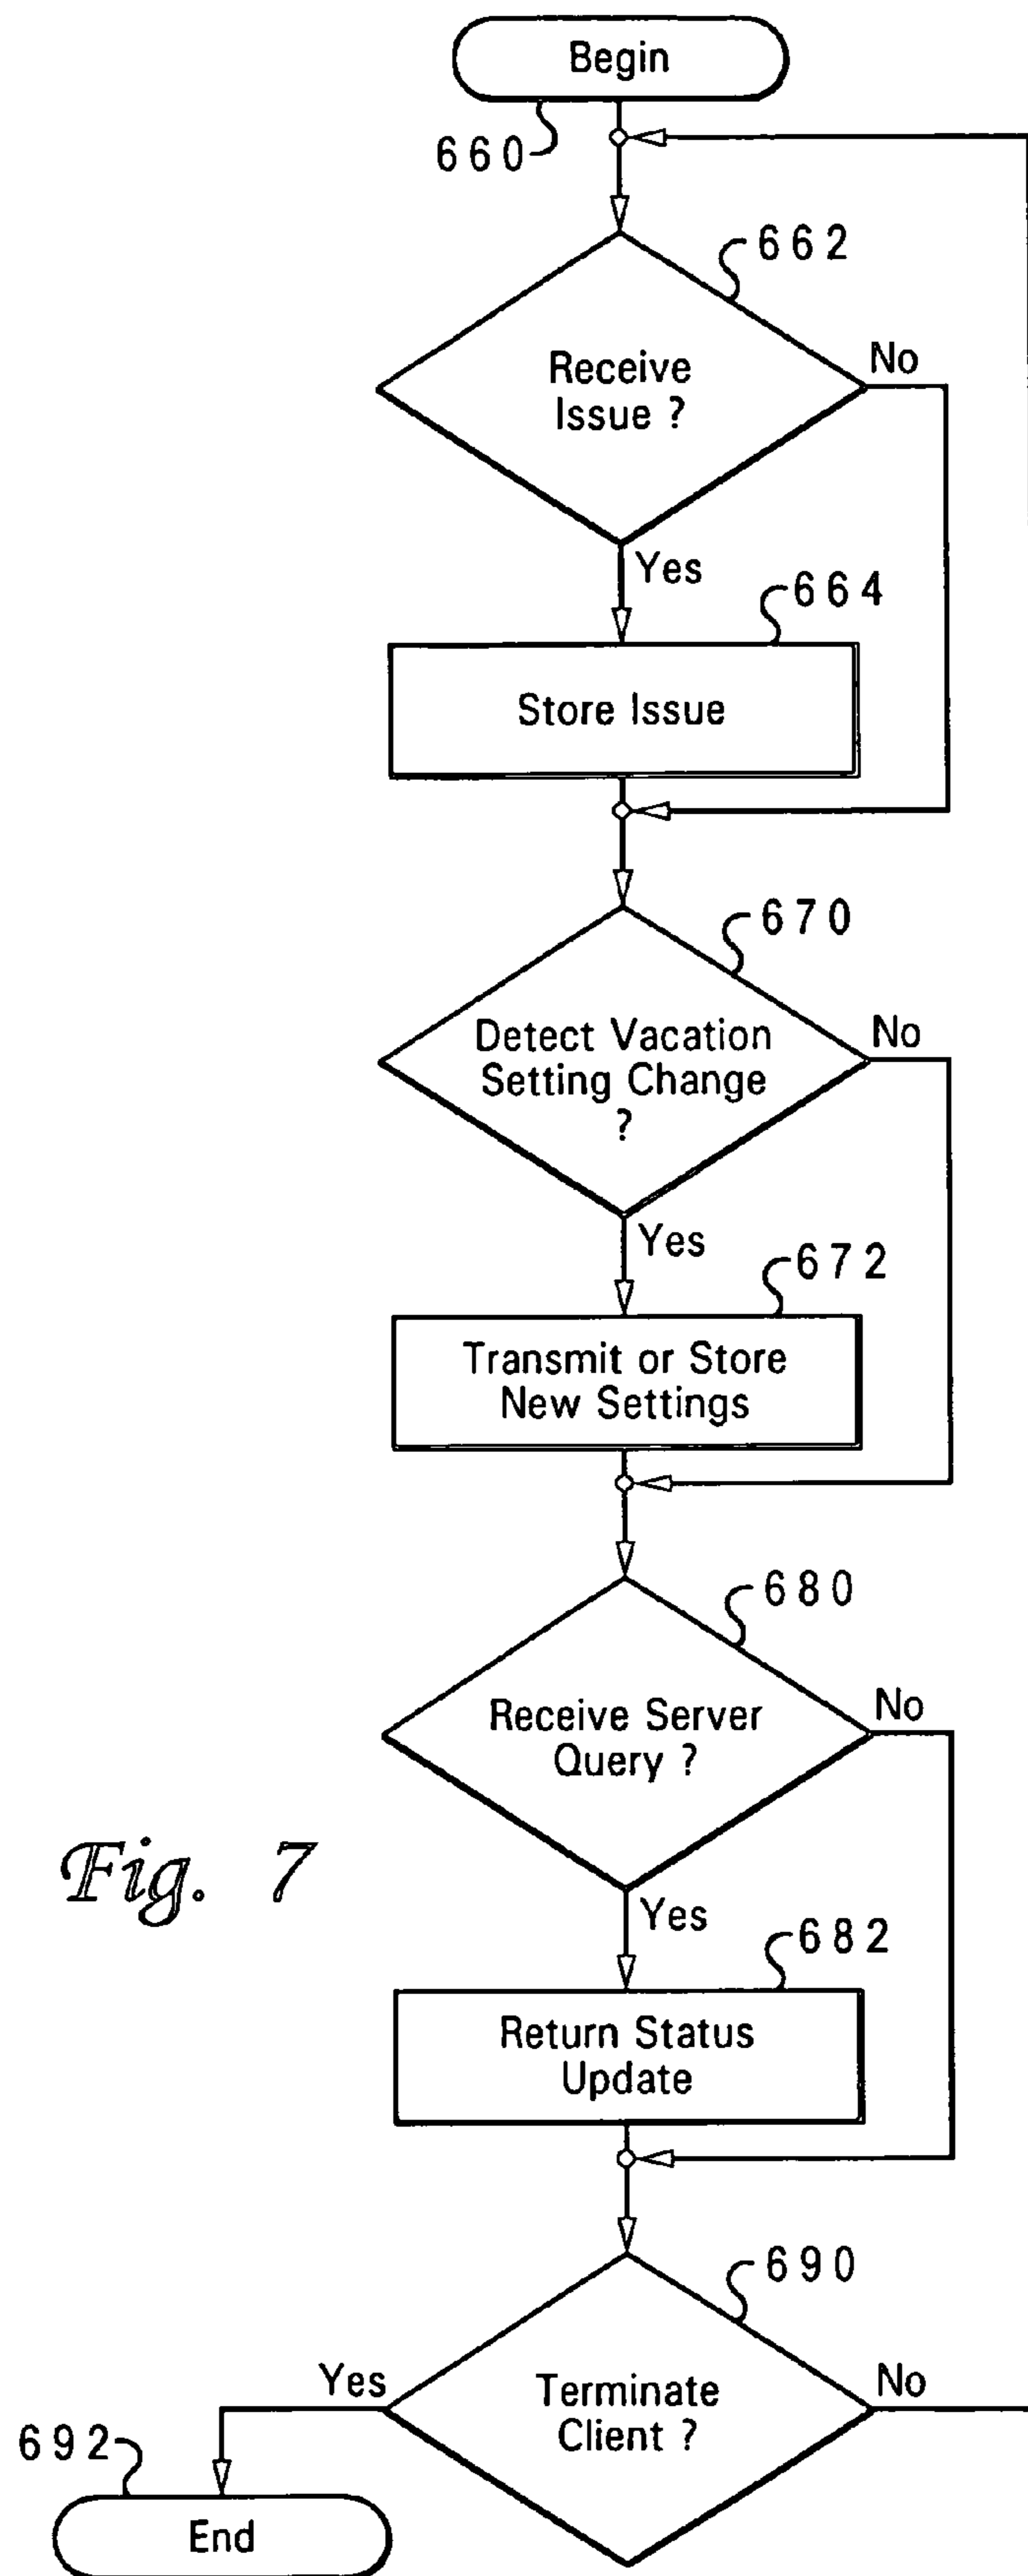 Begin
660
662
Receive
Issue ?
No
Yes
664
Store Issue
670
Detect Vacation
Setting Change
?
No
Yes
672
Transmit or Store
New Settings
680
Receive Server
Query ?
No
Fig. 7
Yes
682
Return Status
Update
690
Terminate
Client ?
Yes
No
692
End